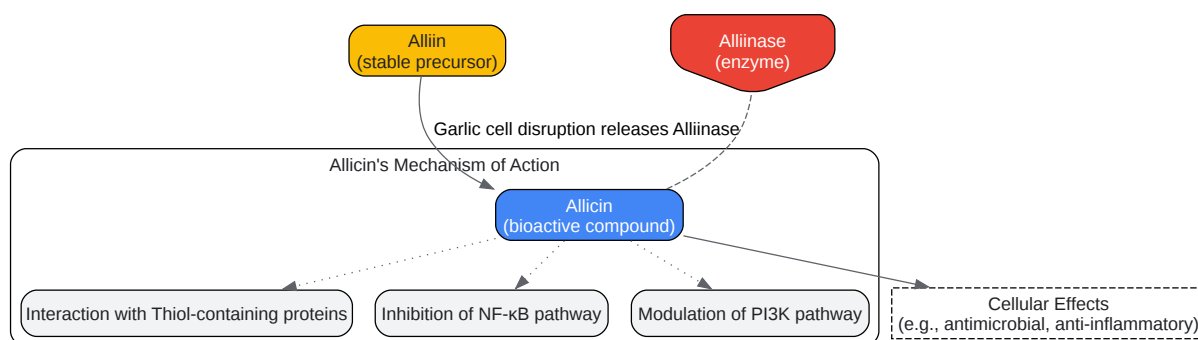 Alliin
(stable precursor)
Alliinase
(enzyme)
Garlic cell disruption releases Alliinase
Allicin's Mechanism of Action
Allicin
(bioactive compound)
Interaction with Thiol-containing proteins
Inhibition of NF-κB pathway
Modulation of PI3K pathway
Cellular Effects
(e.g., antimicrobial, anti-inflammatory)